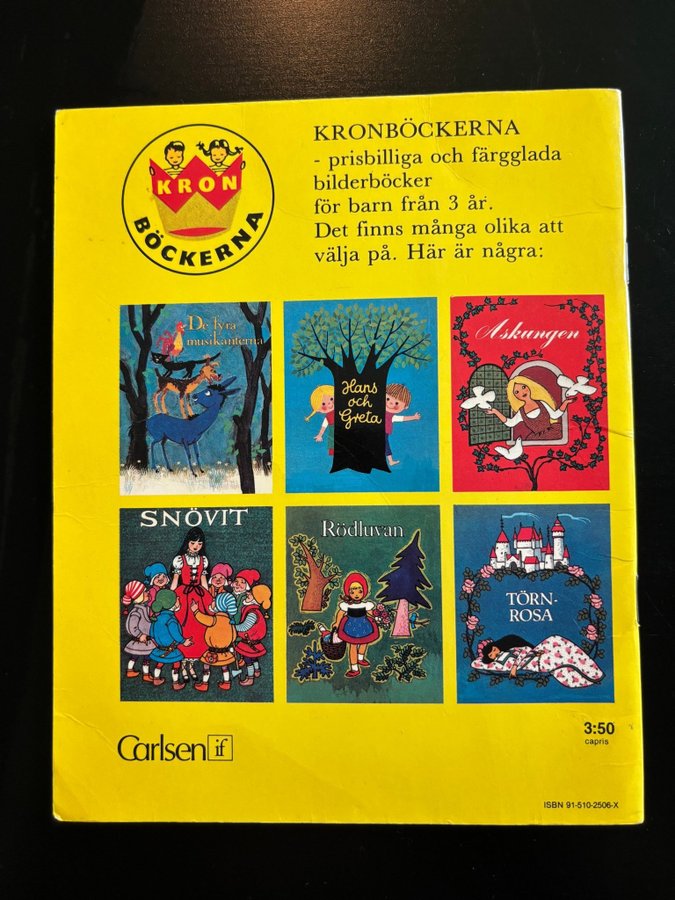 KRON
BÖCKERNA
KRONBÖCKERNA
- prisbilliga och färgglada
bilderböcker
för barn från 3 år.
Det finns många olika att
välja på. Här är några:
De fyra
musikanterna
Hans
och
Greta
Askungen
SNÖVIT
Rödluvan
TÖRN-
ROSA
Carlsen if
3:50
capris
ISBN 91-510-2506-X